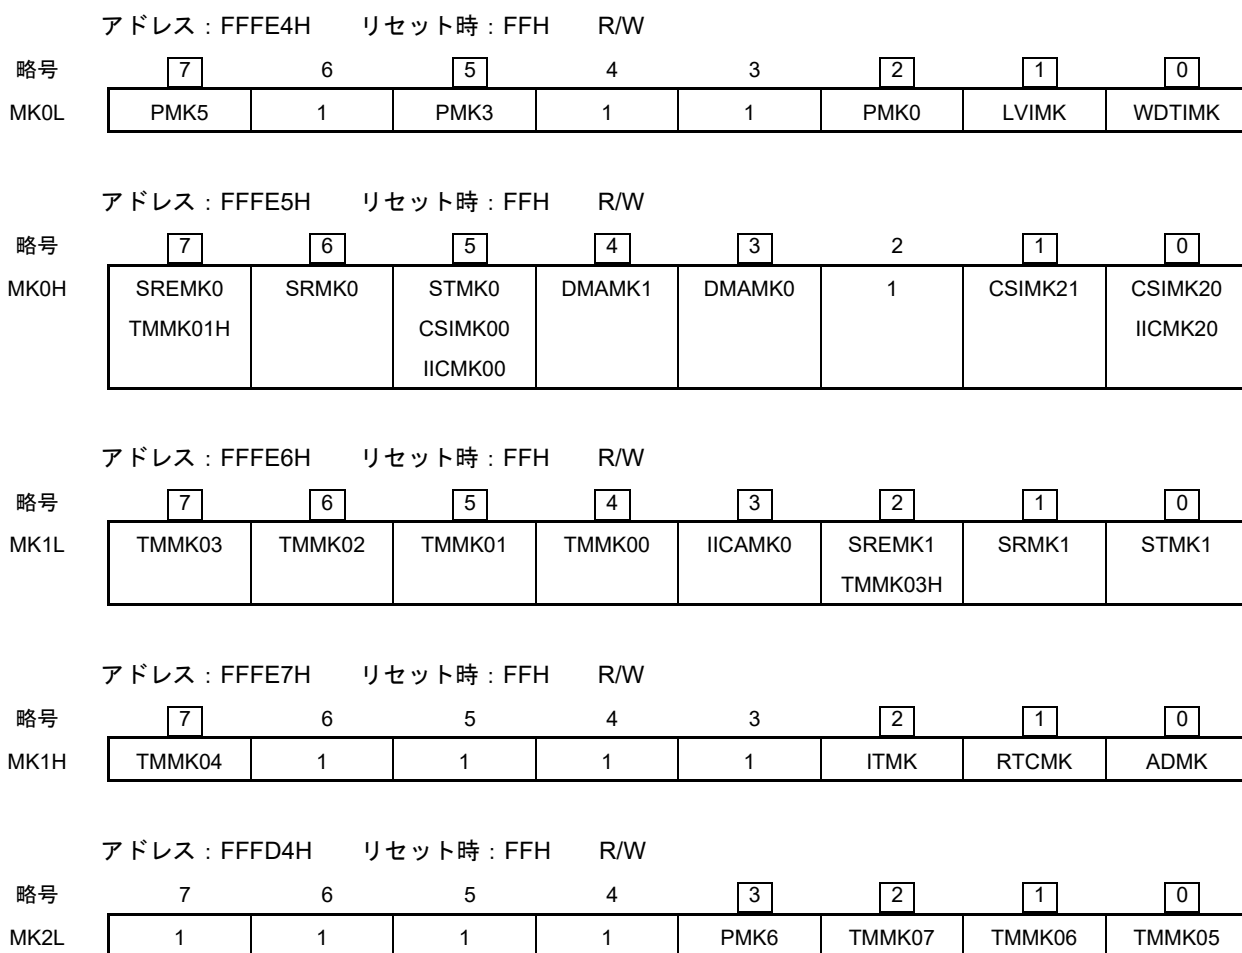 アドレス：FFFE4H リセット時：FFH R/W
略号 7 6 5 4 3 2 1 0
MK0L PMK5 1 PMK3 1 1 PMK0 LVIMK WDTIMK
アドレス：FFFE5H リセット時：FFH R/W
略号 7 6 5 4 3 2 1 0
MK0H SREMK0 SRMK0 STMK0 DMAMK1 DMAMK0 1 CSIMK21 CSIMK20
TMMK01H CSIMK00 IICMK20
IICMK00
アドレス：FFFE6H リセット時：FFH R/W
略号 7 6 5 4 3 2 1 0
MK1L TMMK03 TMMK02 TMMK01 TMMK00 IICAMK0 SREMK1 SRMK1 STMK1
TMMK03H
アドレス：FFFE7H リセット時：FFH R/W
略号 7 6 5 4 3 2 1 0
MK1H TMMK04 1 1 1 1 ITMK RTCMK ADMK
アドレス：FFFD4H リセット時：FFH R/W
略号 7 6 5 4 3 2 1 0
MK2L 1 1 1 1 PMK6 TMMK07 TMMK06 TMMK05